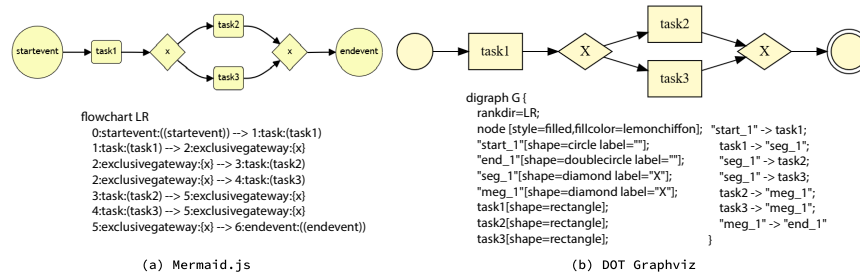 startevent
task1
x
task2
task3
x
endevent
flowchart LR
0:startevent:((startevent)) --> 1:task:(task1)
1:task:(task1) --> 2:exclusivegateway:{x}
2:exclusivegateway:{x} --> 3:task:(task2)
2:exclusivegateway:{x} --> 4:task:(task3)
3:task:(task2) --> 5:exclusivegateway:{x}
4:task:(task3) --> 5:exclusivegateway:{x}
5:exclusivegateway:{x} --> 6:endevent:((endevent))
(a) Mermaid.js
task1
X
task2
task3
X
digraph G {
rankdir=LR;
node [style=filled,fillcolor=lemonchiffon];
"start_1"[shape=circle label=""];
"end_1"[shape=doublecircle label=""];
"seg_1"[shape=diamond label="X"];
"meg_1"[shape=diamond label="X"];
task1[shape=rectangle];
task2[shape=rectangle];
task3[shape=rectangle];
"start_1" -> task1;
task1 -> "seg_1";
"seg_1" -> task2;
"seg_1" -> task3;
task2 -> "meg_1";
task3 -> "meg_1";
"meg_1" -> "end_1"
}
(b) DOT Graphviz